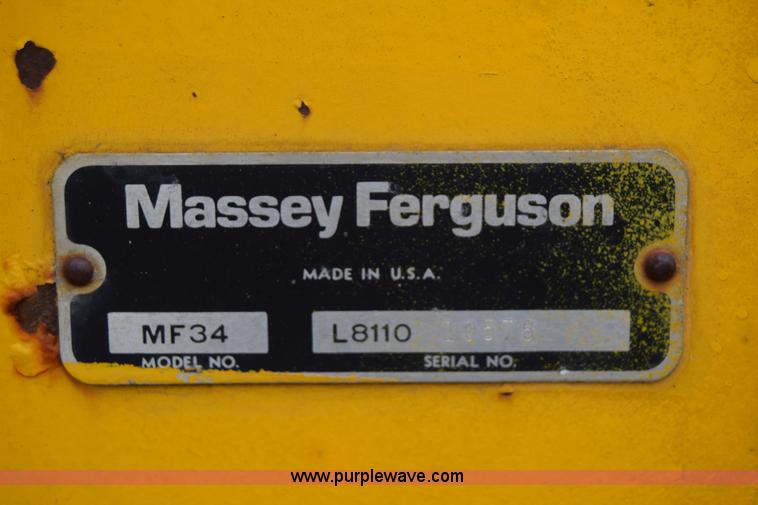 Massey Ferguson
MADE IN U.S.A.
MF34 L8110
MODEL NO. SERIAL NO.
www.purplewave.com